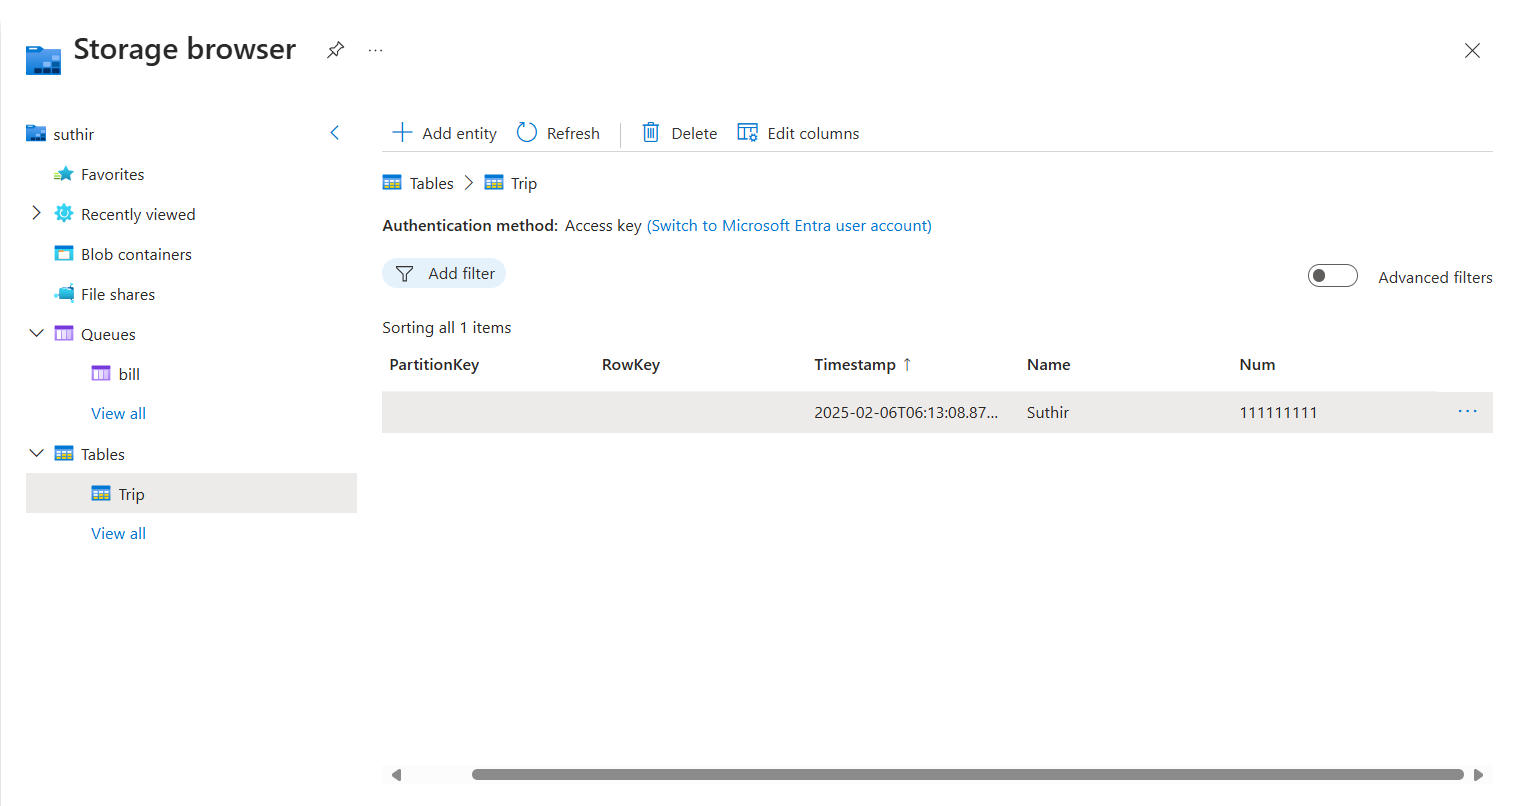 Storage browser
suthir
Favorites
Recently viewed
Blob containers
File shares
Queues
bill
View all
Tables
Trip
View all
Add entity Refresh Delete Edit columns
Tables > Trip
Authentication method: Access key (Switch to Microsoft Entra user account)
Add filter Advanced filters
Sorting all 1 items
PartitionKey RowKey Timestamp ↑ Name Num
2025-02-06T06:13:08.87... Suthir 111111111